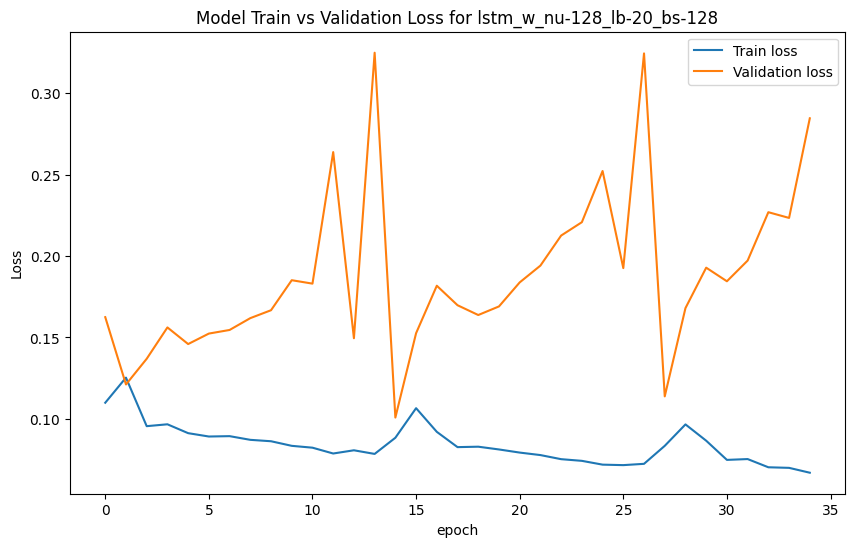 Model Train vs Validation Loss for lstm_w_nu-128_lb-20_bs-128
Train loss
Validation loss
0.30
0.25
0.20
0.15
0.10
Loss
0 5 10 15 20 25 30 35
epoch